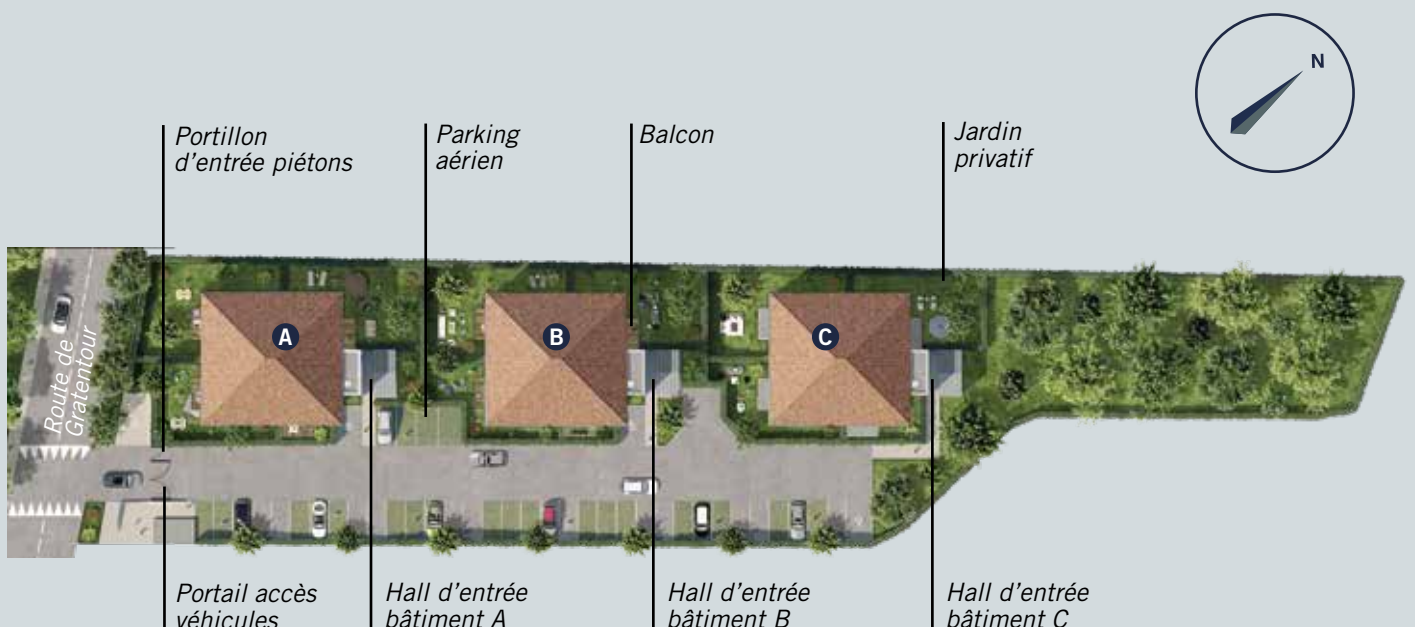 N
Portillon
d'entrée piétons
Parking
aérien
Balcon
Jardin
privatif
A
B
C
Route de
Gratentour
Portail accès
véhicules
Hall d'entrée
bâtiment A
Hall d'entrée
bâtiment B
Hall d'entrée
bâtiment C